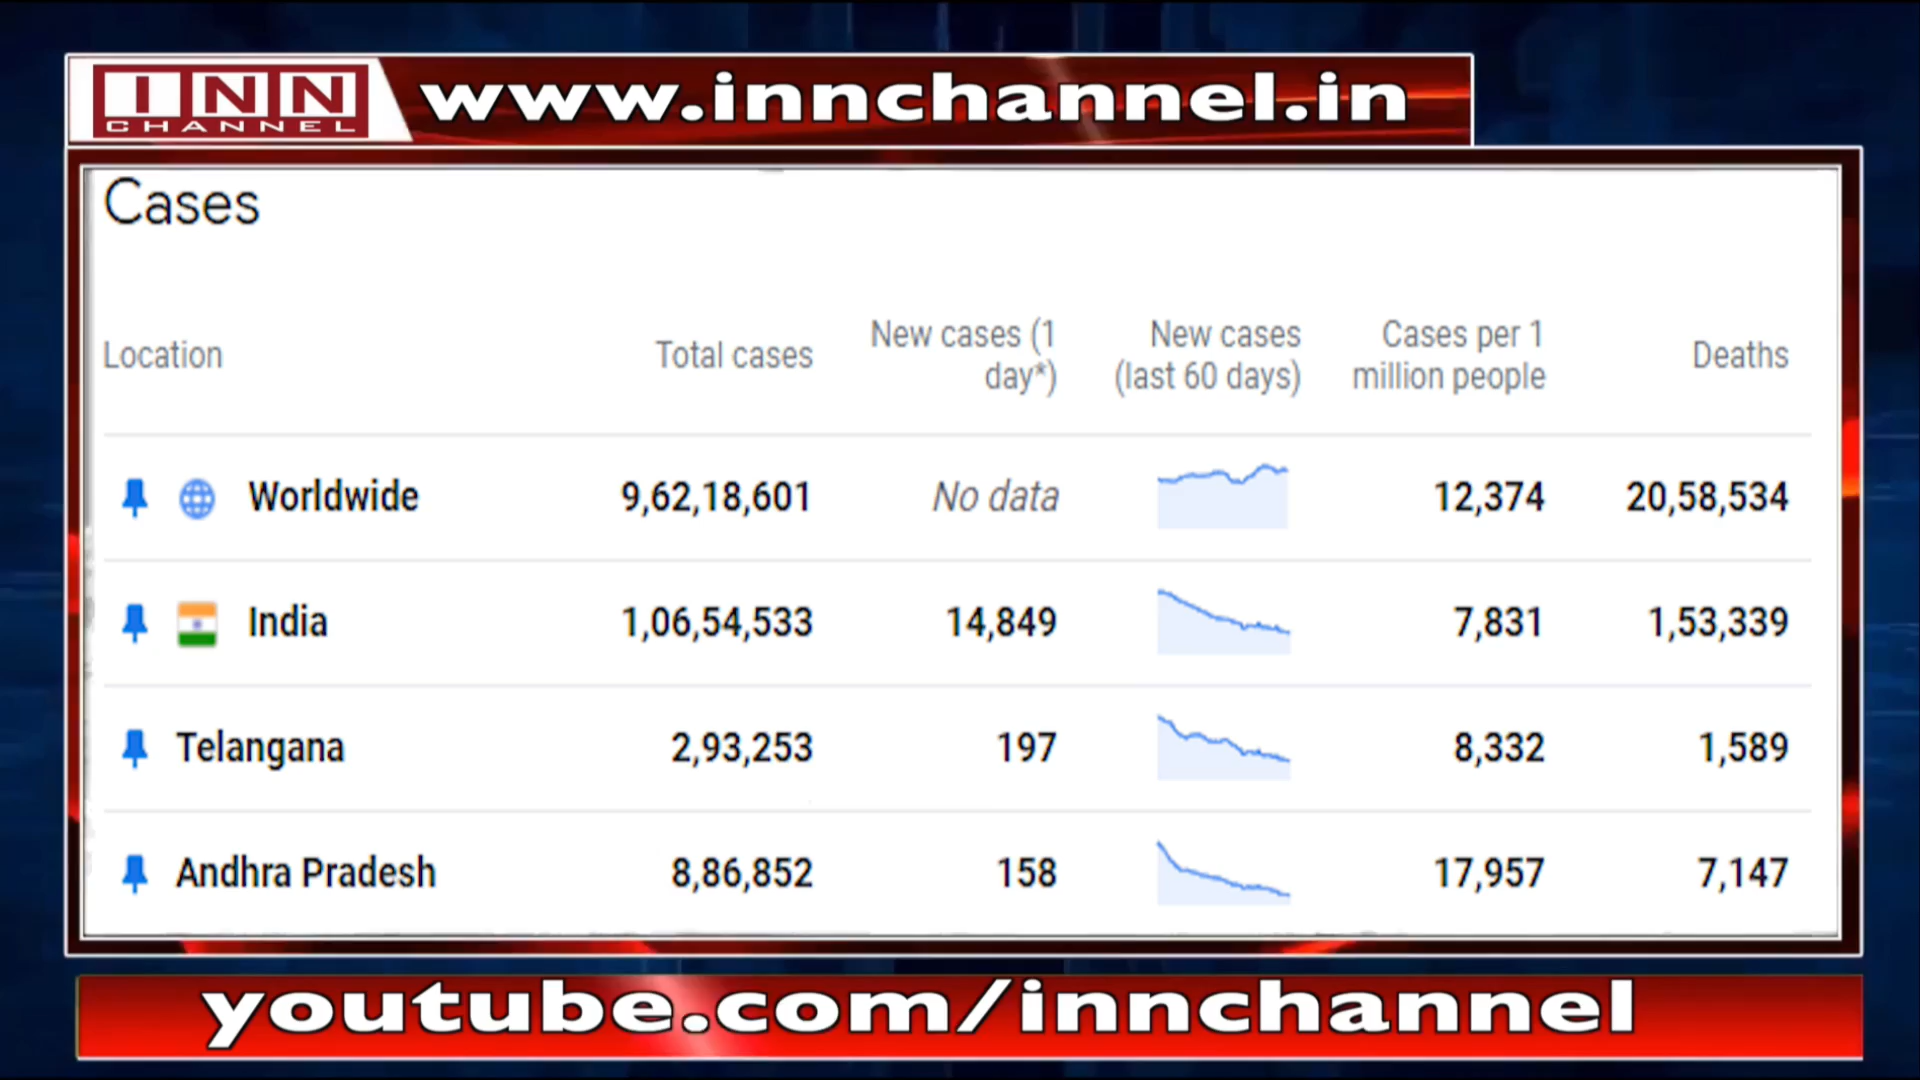 INN
CHANNEL
www.innchannel.in
Cases
Location Total cases New cases (1 day*) New cases (last 60 days) Cases per 1 million people Deaths
Worldwide 9,62,18,601 No data 12,374 20,58,534
India 1,06,54,533 14,849 7,831 1,53,339
Telangana 2,93,253 197 8,332 1,589
Andhra Pradesh 8,86,852 158 17,957 7,147
youtube.com/innchannel